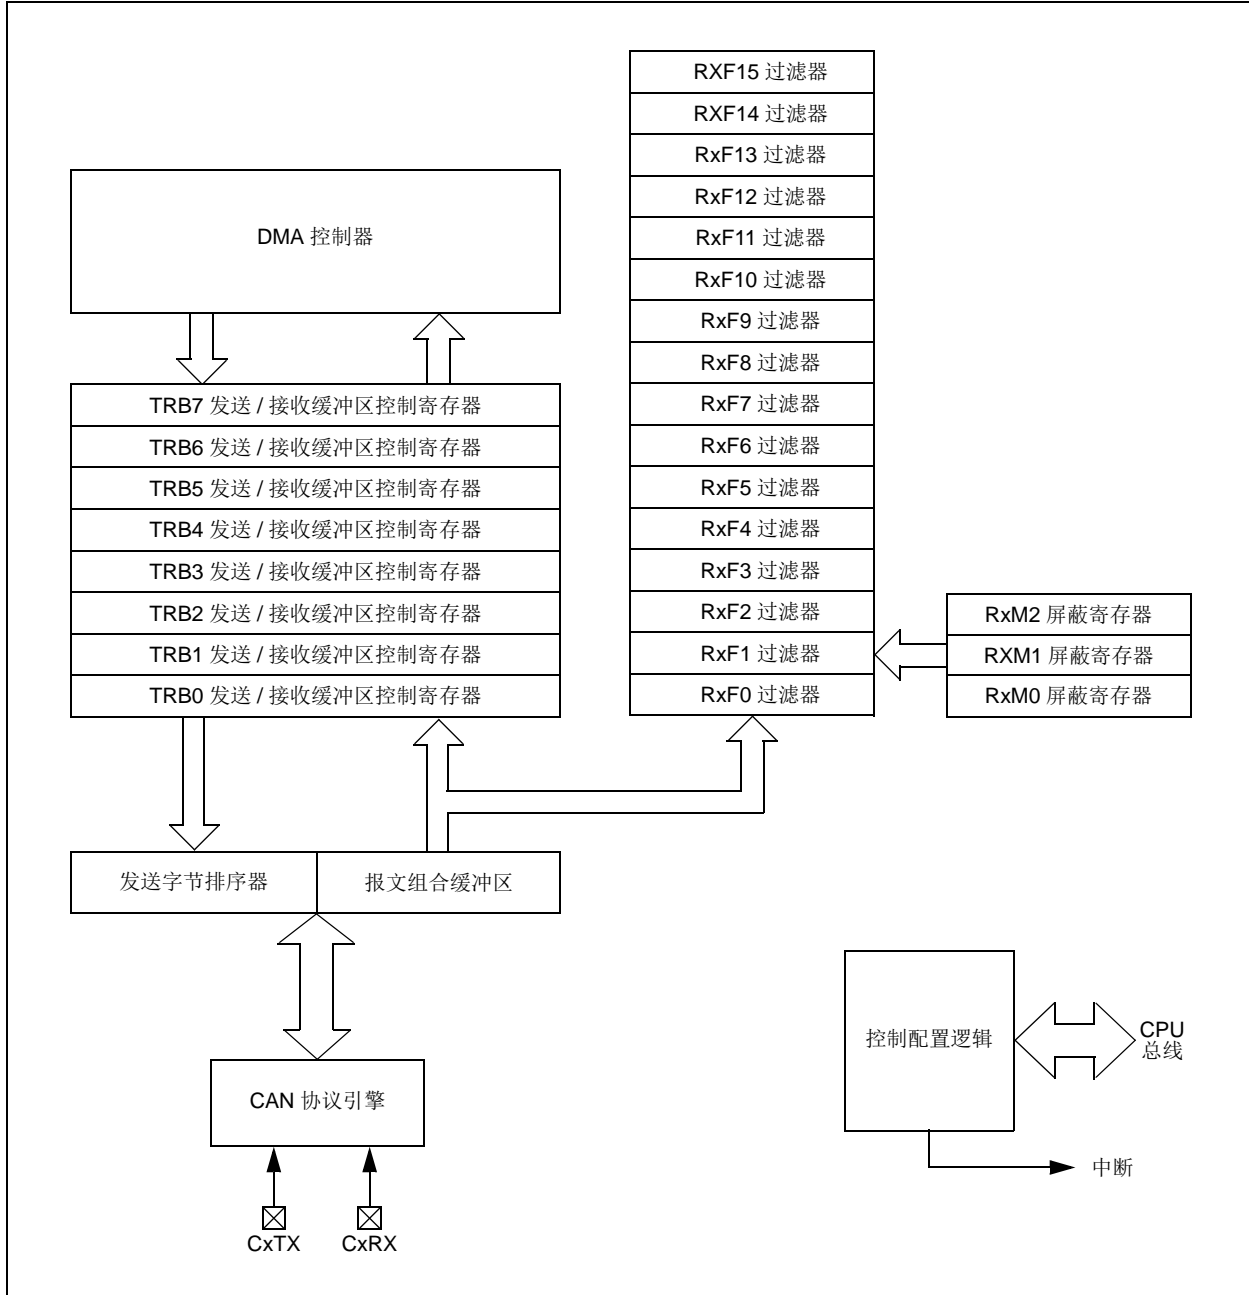 RXF15 过滤器
RXF14 过滤器
RxF13 过滤器
RxF12 过滤器
RxF11 过滤器
RxF10 过滤器
RxF9 过滤器
RxF8 过滤器
RxF7 过滤器
RxF6 过滤器
RxF5 过滤器
RxF4 过滤器
RxF3 过滤器
RxF2 过滤器
RxF1 过滤器
RxF0 过滤器
DMA 控制器
TRB7 发送 / 接收缓冲区控制寄存器
TRB6 发送 / 接收缓冲区控制寄存器
TRB5 发送 / 接收缓冲区控制寄存器
TRB4 发送 / 接收缓冲区控制寄存器
TRB3 发送 / 接收缓冲区控制寄存器
TRB2 发送 / 接收缓冲区控制寄存器
TRB1 发送 / 接收缓冲区控制寄存器
TRB0 发送 / 接收缓冲区控制寄存器
RxM2 屏蔽寄存器
RXM1 屏蔽寄存器
RxM0 屏蔽寄存器
发送字节排序器
报文组合缓冲区
控制配置逻辑
CPU
总线
CAN 协议引擎
中断
CxTX
CxRX